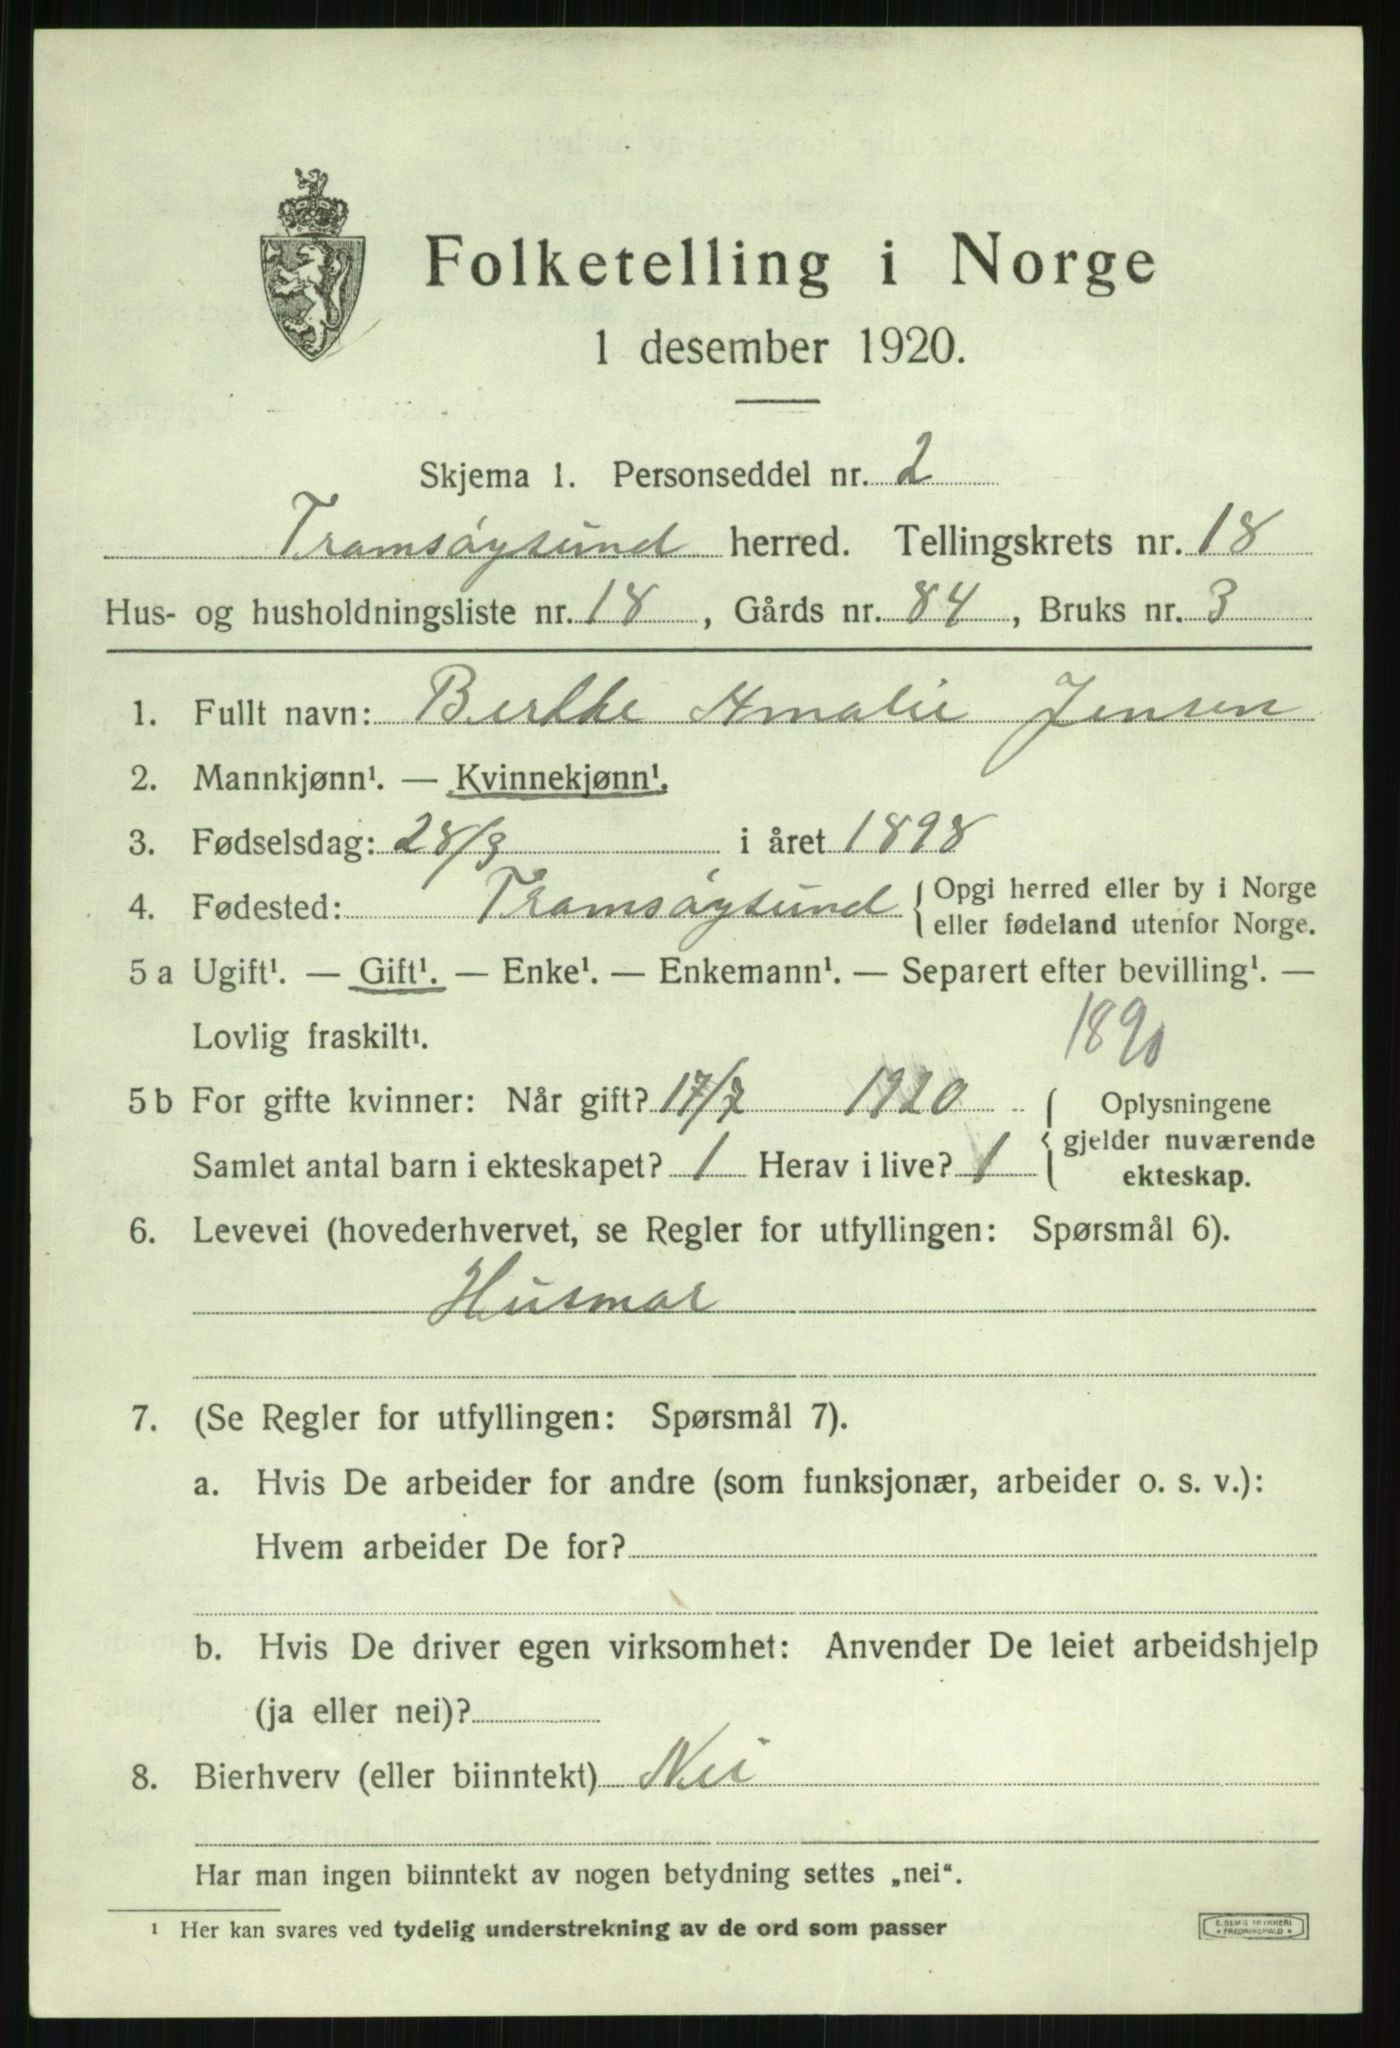 Folketelling i Norge
1 desember 1920.
Skjema 1. Personseddel nr. 2
Tromsøysund herred. Tellingskrets nr. 18
Hus- og husholdningsliste nr. 18, Gårds nr. 84, Bruks nr. 3
1. Fullt navn: Berthe Amalie Jensen
2. Mannkjønn¹. — Kvinnekjønn¹.
3. Fødselsdag: 28/3 i året 1898
4. Fødested: Tromsøysund { Opgi herred eller by i Norge
eller fødeland utenfor Norge.
5 a Ugift¹. — Gift¹. — Enke¹. — Enkemann¹. — Separert efter bevilling¹. —
Lovlig fraskilt¹.
1890
5 b For gifte kvinner: Når gift? 17/7 1920 { Oplysningene
gjelder nuværende
Samlet antal barn i ekteskapet? 1 Herav i live? 1 ekteskap.
6. Levevei (hovederhvervet, se Regler for utfyllingen: Spørsmål 6).
Husmor
7. (Se Regler for utfyllingen: Spørsmål 7).
a. Hvis De arbeider for andre (som funksjonær, arbeider o. s. v.):
Hvem arbeider De for?
b. Hvis De driver egen virksomhet: Anvender De leiet arbeidshjelp
(ja eller nei)?
8. Bierhverv (eller biinntekt) Nei
Har man ingen biinntekt av nogen betydning settes „nei“.
¹ Her kan svares ved tydelig understrekning av de ord som passer
E. SEM'S TRYKKERI
FREDRIKSHALD